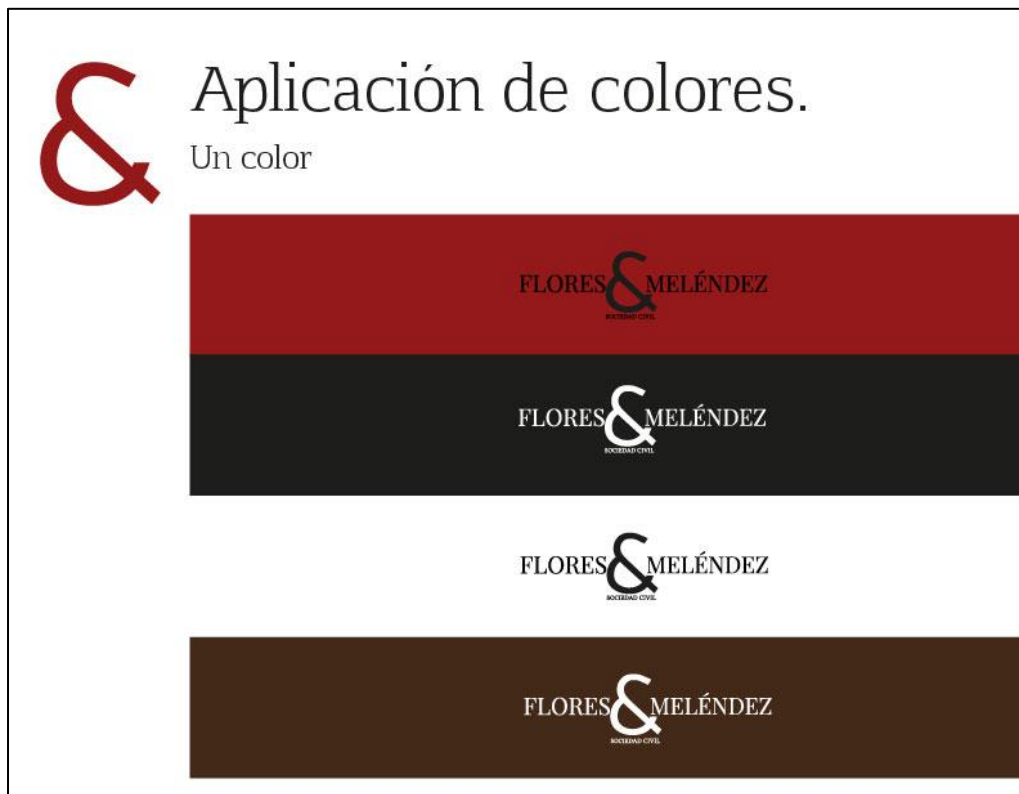 &
Aplicación de colores.
Un color
FLORES & MELÉNDEZ
SOCIEDAD CIVIL
FLORES & MELÉNDEZ
SOCIEDAD CIVIL
FLORES & MELÉNDEZ
SOCIEDAD CIVIL
FLORES & MELÉNDEZ
SOCIEDAD CIVIL